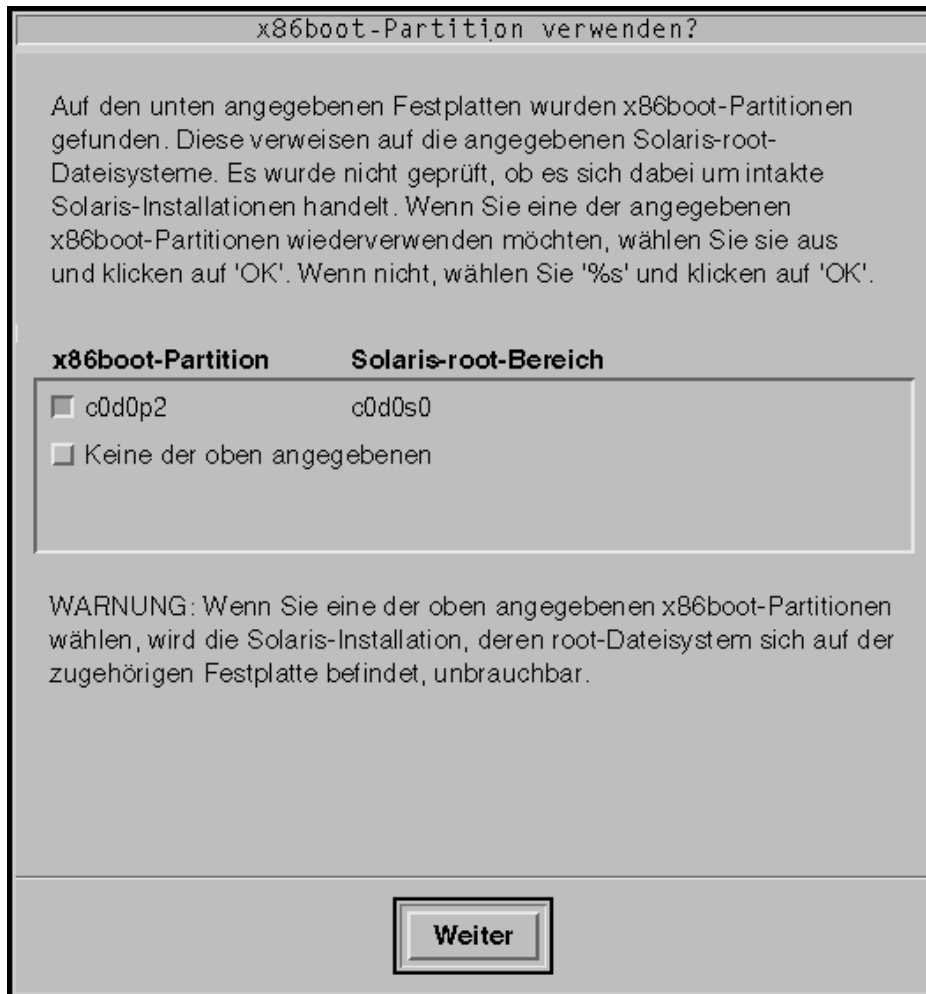 x86boot-Partition verwenden?
Auf den unten angegebenen Festplatten wurden x86boot-Partitionen
gefunden. Diese verweisen auf die angegebenen Solaris-root-
Dateisysteme. Es wurde nicht geprüft, ob es sich dabei um intakte
Solaris-Installationen handelt. Wenn Sie eine der angegebenen
x86boot-Partitionen wiederverwenden möchten, wählen Sie sie aus
und klicken auf 'OK'. Wenn nicht, wählen Sie '%s' und klicken auf 'OK'.
x86boot-Partition Solaris-root-Bereich
c0d0p2 c0d0s0
Keine der oben angegebenen
WARNUNG: Wenn Sie eine der oben angegebenen x86boot-Partitionen
wählen, wird die Solaris-Installation, deren root-Dateisystem sich auf der
zugehörigen Festplatte befindet, unbrauchbar.
Weiter